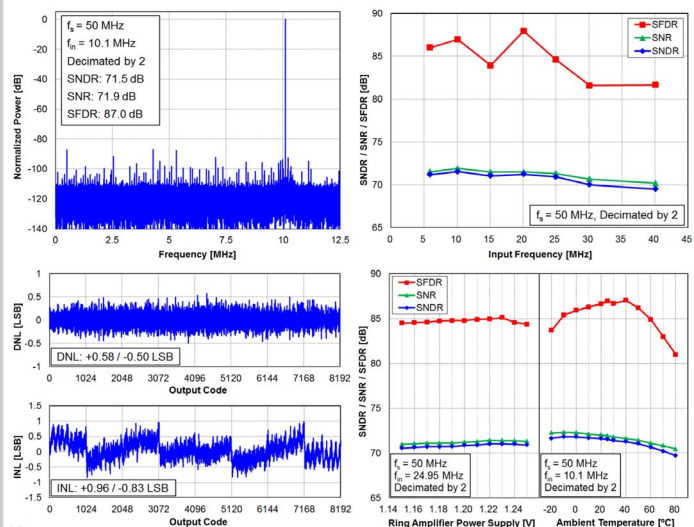 f_s = 50 MHz
f_in = 10.1 MHz
Decimated by 2
SNDR: 71.5 dB
SNR: 71.9 dB
SFDR: 87.0 dB
Normalized Power [dB]
0
-20
-40
-60
-80
-100
-120
-140
0 2.5 5 7.5 10 12.5
Frequency [MHz]
SFDR
SNR
SNDR
SNDR / SNR / SFDR [dB]
90
85
80
75
70
65
f_s = 50 MHz, Decimated by 2
0 5 10 15 20 25 30 35 40 45
Input Frequency [MHz]
DNL [LSB]
1
0.5
0
-0.5
-1
DNL: +0.58 / -0.50 LSB
0 1024 2048 3072 4096 5120 6144 7168 8192
Output Code
INL [LSB]
1.5
1.0
0.5
0
-0.5
-1.0
-1.5
INL: +0.96 / -0.83 LSB
0 1024 2048 3072 4096 5120 6144 7168 8192
Output Code
SFDR
SNR
SNDR
SNDR / SNR / SFDR [dB]
90
85
80
75
70
65
f_s = 50 MHz
f_in = 24.95 MHz
Decimated by 2
f_s = 50 MHz
f_in = 10.1 MHz
Decimated by 2
1.14 1.16 1.18 1.20 1.22 1.24
Ring Amplifier Power Supply [V]
-20 0 20 40 60 80
Ambient Temperature [ºC]